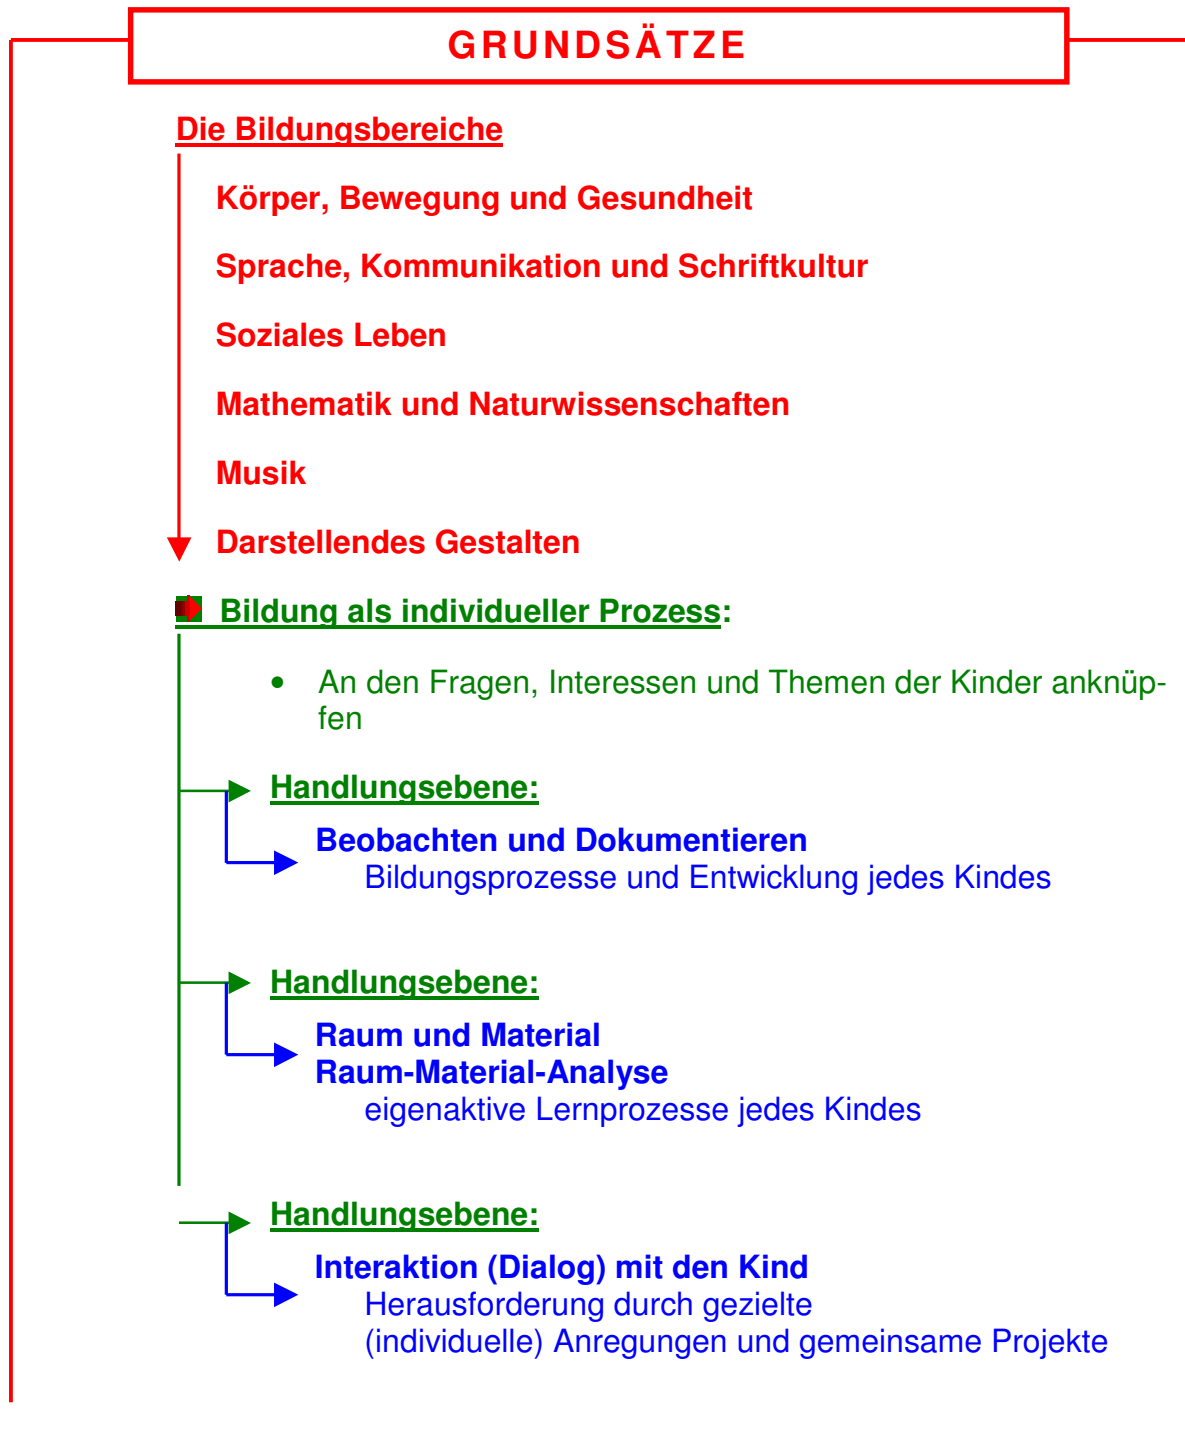 GRUNDSÄTZE
Die Bildungsbereiche
Körper, Bewegung und Gesundheit
Sprache, Kommunikation und Schriftkultur
Soziales Leben
Mathematik und Naturwissenschaften
Musik
Darstellendes Gestalten
Bildung als individueller Prozess:
• An den Fragen, Interessen und Themen der Kinder anknüp-
fen
Handlungsebene:
Beobachten und Dokumentieren
Bildungsprozesse und Entwicklung jedes Kindes
Handlungsebene:
Raum und Material
Raum-Material-Analyse
eigenaktive Lernprozesse jedes Kindes
Handlungsebene:
Interaktion (Dialog) mit den Kind
Herausforderung durch gezielte
(individuelle) Anregungen und gemeinsame Projekte